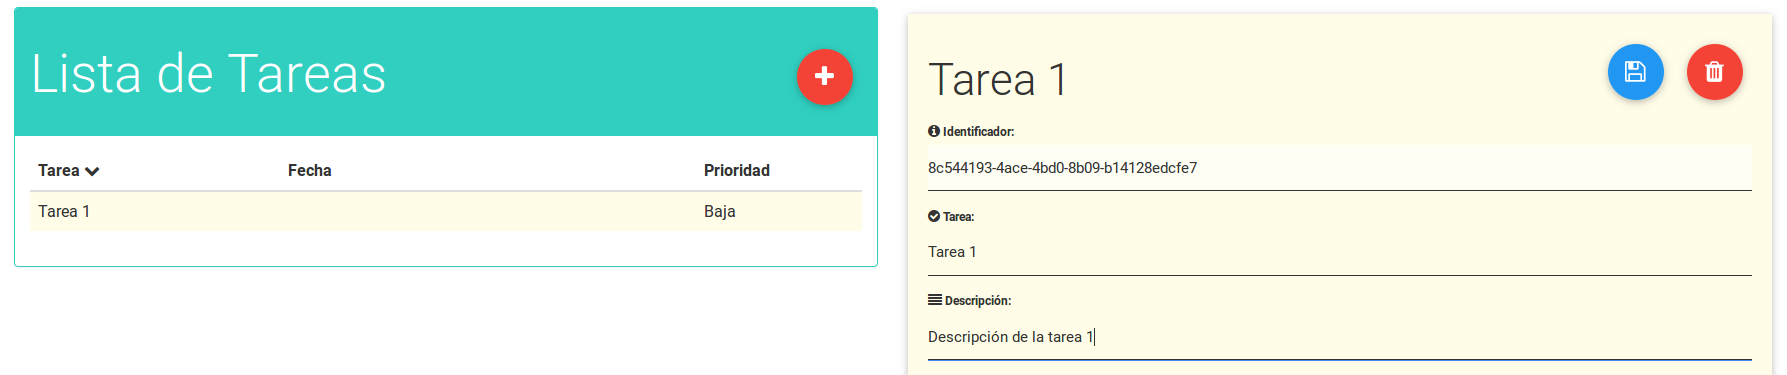 Lista de Tareas
Tarea Fecha Prioridad
Tarea 1 Baja
Tarea 1
Identificador:
8c544193-4ace-4bd0-8b09-b14128edcfe7
Tarea:
Tarea 1
Descripción:
Descripción de la tarea 1